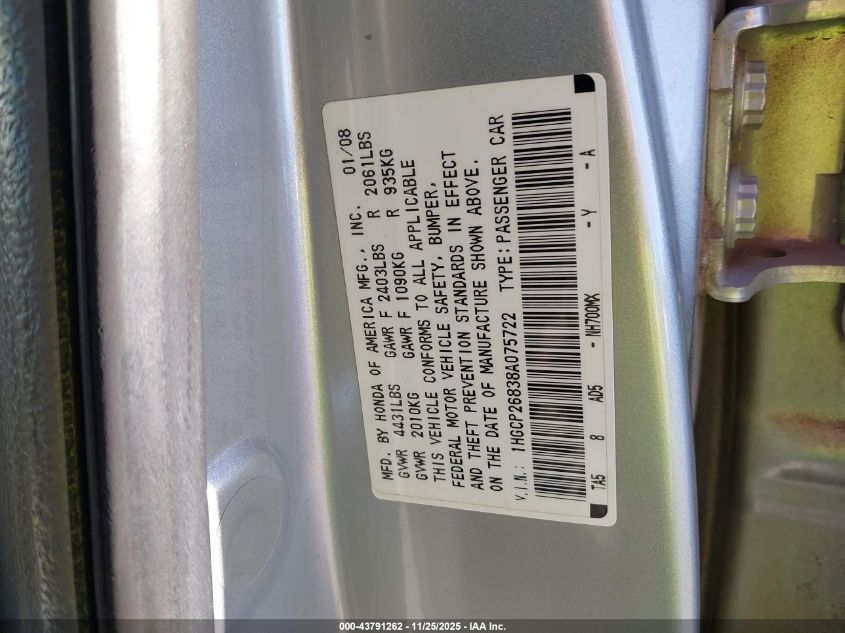 MFD. BY HONDA OF AMERICA MFG., INC. 01/08
GVWR 4431LBS GAWR F 2403LBS R 2061LBS
GVWR 2010KG GAWR F 1090KG R 935KG
THIS VEHICLE CONFORMS TO ALL APPLICABLE
FEDERAL MOTOR VEHICLE SAFETY, BUMPER,
AND THEFT PREVENTION STANDARDS IN EFFECT
ON THE DATE OF MANUFACTURE SHOWN ABOVE.
V.I.N.: 1HGCP26838A075722 TYPE: PASSENGER CAR
TA5 8 AD5 - NH700MX - Y - A
000-43791262 - 11/25/2025 - IAA Inc.